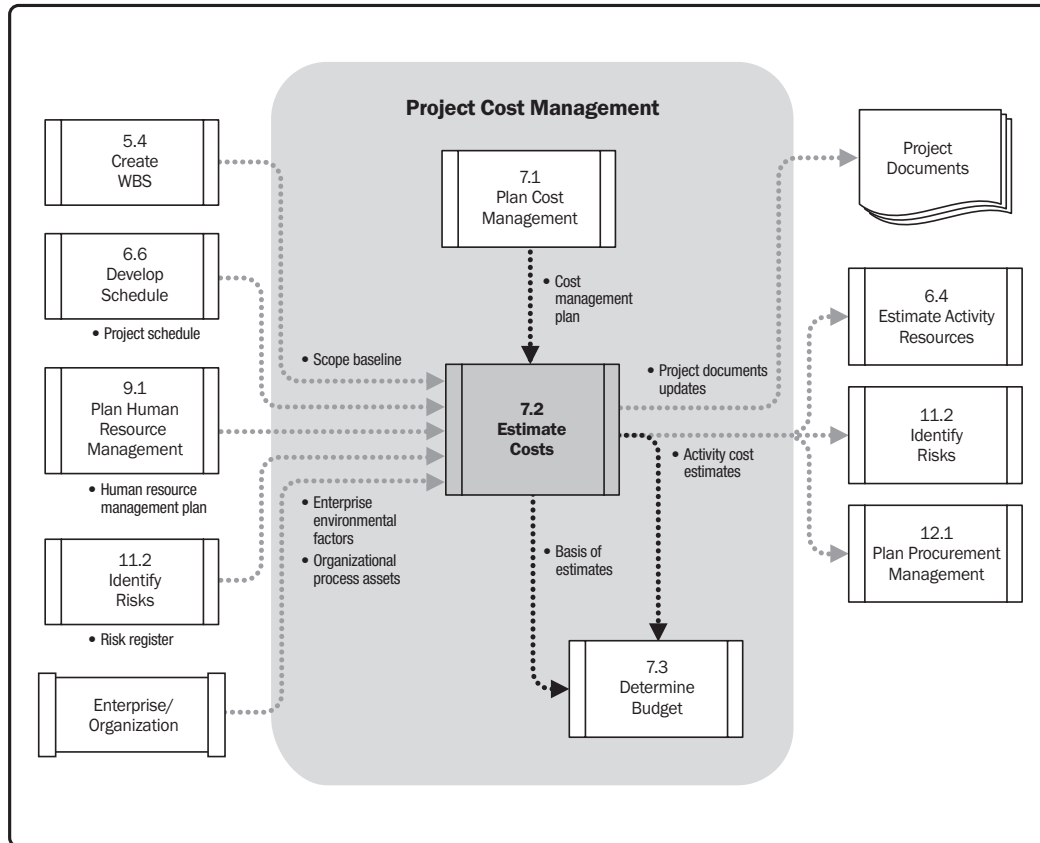 Project Cost Management
5.4
Create
WBS
6.6
Develop
Schedule
• Project schedule
9.1
Plan Human
Resource
Management
• Human resource
management plan
11.2
Identify
Risks
• Risk register
Enterprise/
Organization
• Scope baseline
• Enterprise
environmental
factors
• Organizational
process assets
7.1
Plan Cost
Management
• Cost
management
plan
7.2
Estimate
Costs
• Project documents
updates
• Activity cost
estimates
• Basis of
estimates
7.3
Determine
Budget
Project
Documents
6.4
Estimate Activity
Resources
11.2
Identify
Risks
12.1
Plan Procurement
Management